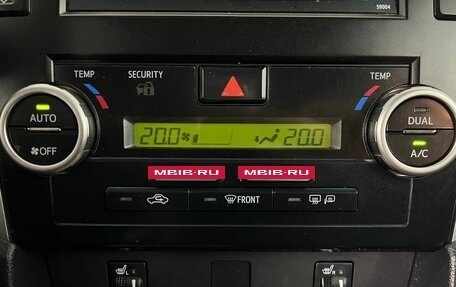 59004
TEMP
SECURITY
TEMP
AUTO
OFF
20.0
20.0
DUAL
A/C
MBIB.RU
MBIB.RU
FRONT
L
R